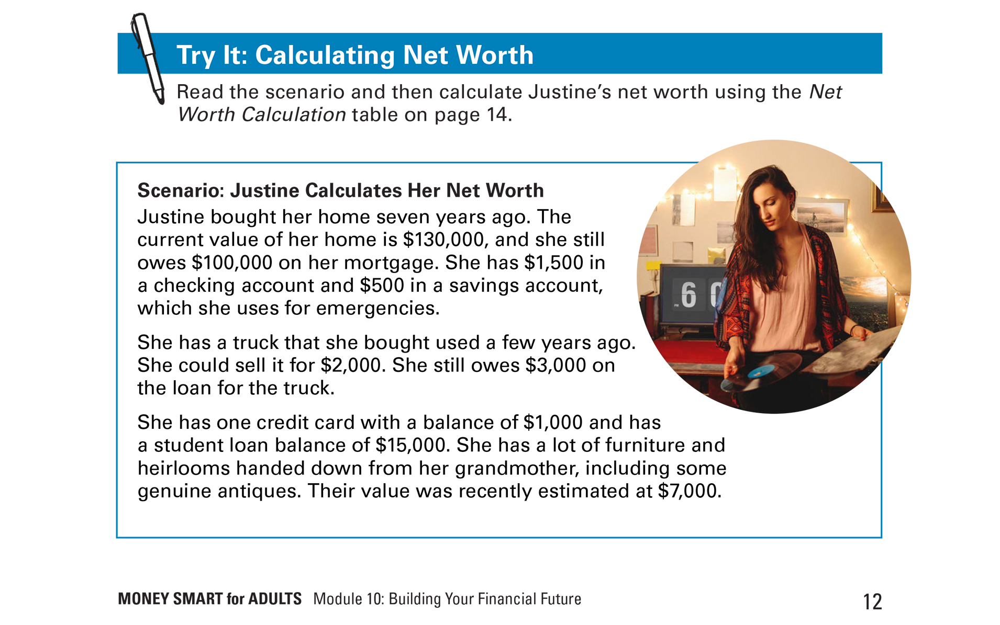 Try It: Calculating Net Worth
Read the scenario and then calculate Justine’s net worth using the Net
Worth Calculation table on page 14.
Scenario: Justine Calculates Her Net Worth
Justine bought her home seven years ago. The
current value of her home is $130,000, and she still
owes $100,000 on her mortgage. She has $1,500 in
a checking account and $500 in a savings account,
which she uses for emergencies.
PM 6 0
She has a truck that she bought used a few years ago.
She could sell it for $2,000. She still owes $3,000 on
the loan for the truck.
She has one credit card with a balance of $1,000 and has
a student loan balance of $15,000. She has a lot of furniture and
heirlooms handed down from her grandmother, including some
genuine antiques. Their value was recently estimated at $7,000.
MONEY SMART for ADULTS Module 10: Building Your Financial Future
12